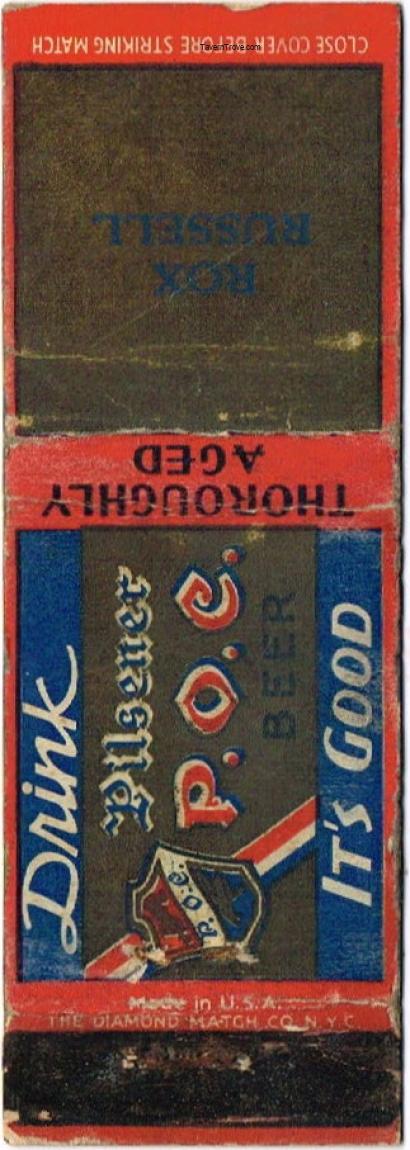 CLOSE COVER BEFORE STRIKING MATCH
TavernTrove.com
ROX
RUSSELL
THOROUGHLY
AGED
Drink
Pilsener
P.O.C.
BEER
IT'S GOOD
P.O.C.
Made in U.S.A.
THE DIAMOND MATCH CO. N.Y.C.